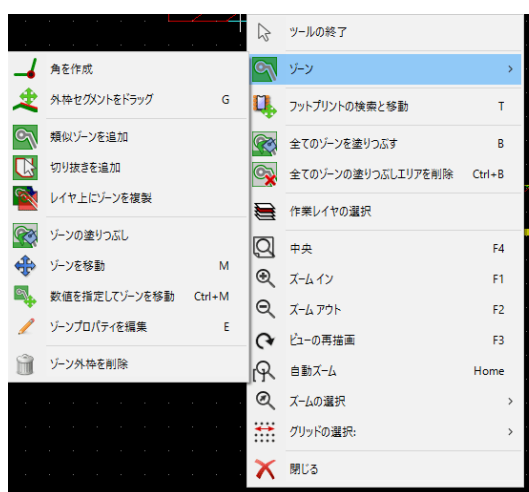 ツールの終了
ゾーン
フットプリントの検索と移動 T
全てのゾーンを塗りつぶす B
全てのゾーンの塗りつぶしエリアを削除 Ctrl+B
作業レイヤの選択
中央 F4
ズーム イン F1
ズーム アウト F2
ビューの再描画 F3
自動ズーム Home
ズームの選択
グリッドの選択:
閉じる
角を作成
外枠セグメントをドラッグ G
類似ゾーンを追加
切り抜きを追加
レイヤ上にゾーンを複製
ゾーンの塗りつぶし
ゾーンを移動 M
数値を指定してゾーンを移動 Ctrl+M
ゾーンプロパティを編集 E
ゾーン外枠を削除